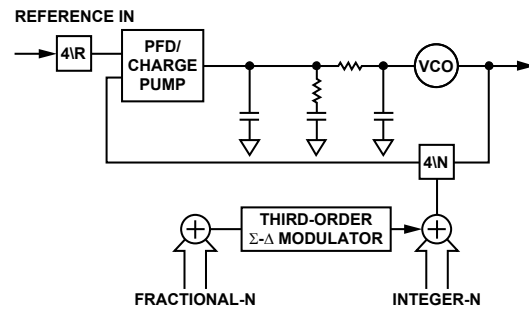 REFERENCE IN
4\R
PFD/
CHARGE
PUMP
VCO
4\N
THIRD-ORDER
Σ-Δ MODULATOR
FRACTIONAL-N
INTEGER-N